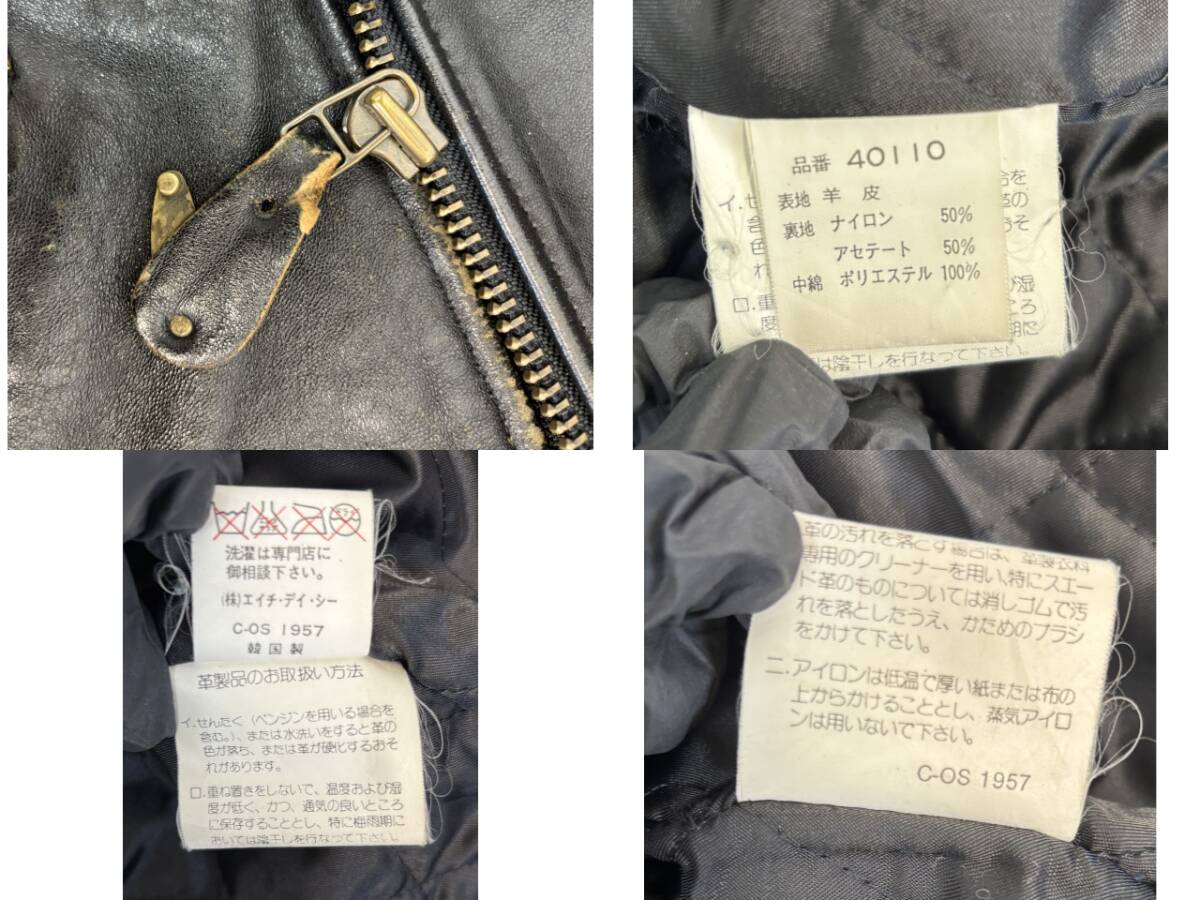 品番 40110
表地 羊 皮
裏地 ナイロン 50%
アセテート 50%
中綿 ポリエステル 100%
は陰干しを行なって下さい。
洗濯は専門店に
御相談下さい。
(株)エイチ・デイ・シー
C-OS 1957
韓国製
革製品のお取扱い方法
イ.せんたく(ベンジンを用いる場合を
含む。)、または水洗いをすると革の
色が落ち、または革が硬化するおそ
れがあります。
ロ.重ね置きをしないで、温度および湿
度が低く、かつ、通気の良いところ
に保存することとし、特に梅雨期に
おいては陰干しを行なって下さい。
革の汚れを落とす場合は、革製衣料
専用のクリーナーを用い、特にスエー
ド革のものについては消しゴムで汚
れを落としたうえ、かためのブラシ
をかけて下さい。
ニ.アイロンは低温で厚い紙または布の
上からかけることとし、蒸気アイロ
ンは用いないで下さい。
C-OS 1957